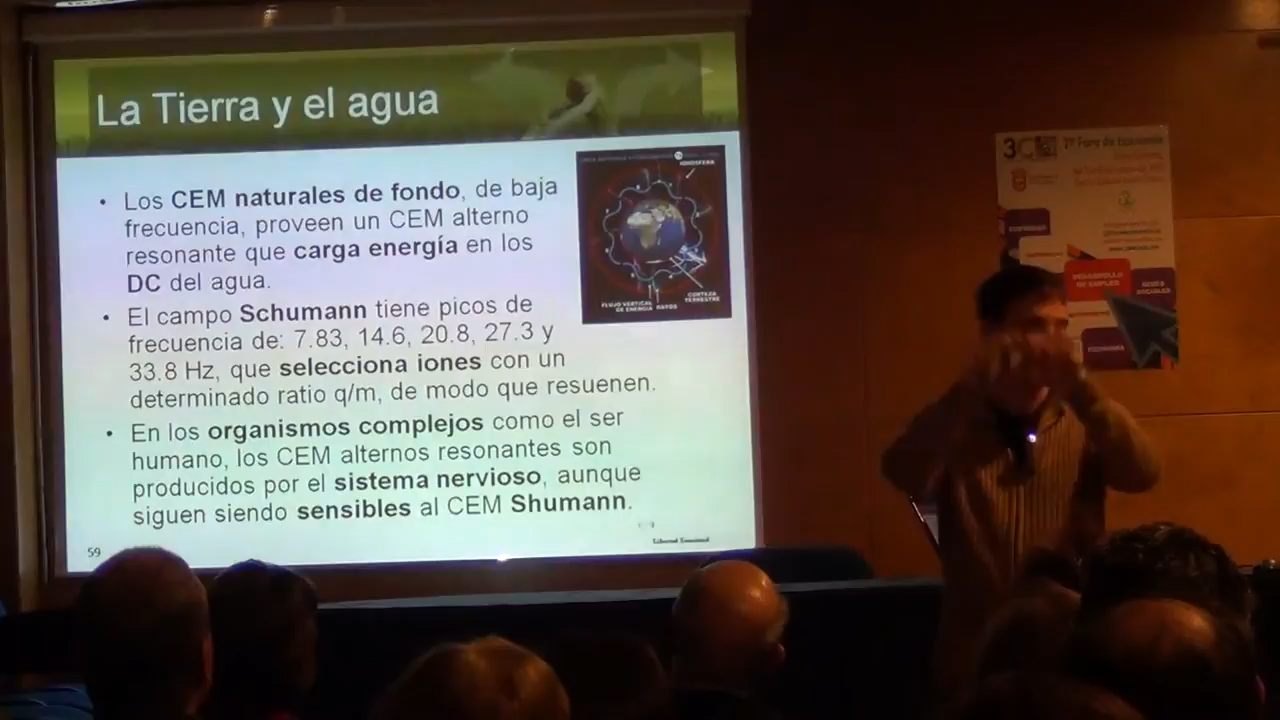 La Tierra y el agua
• Los CEM naturales de fondo, de baja
frecuencia, proveen un CEM alterno
resonante que carga energía en los
DC del agua.
• El campo Schumann tiene picos de
frecuencia de: 7.83, 14.6, 20.8, 27.3 y
33.8 Hz, que selecciona iones con un
determinado ratio q/m, de modo que resuenen.
• En los organismos complejos como el ser
humano, los CEM alternos resonantes son
producidos por el sistema nervioso, aunque
siguen siendo sensibles al CEM Shumann.
59
IONOSFERA
FLUJO VERTICAL
DE ENERGIA
RAYOS
CORTEZA
TERRESTRE
DESARROLLO
DE EMPLEO
ECONOMÍA